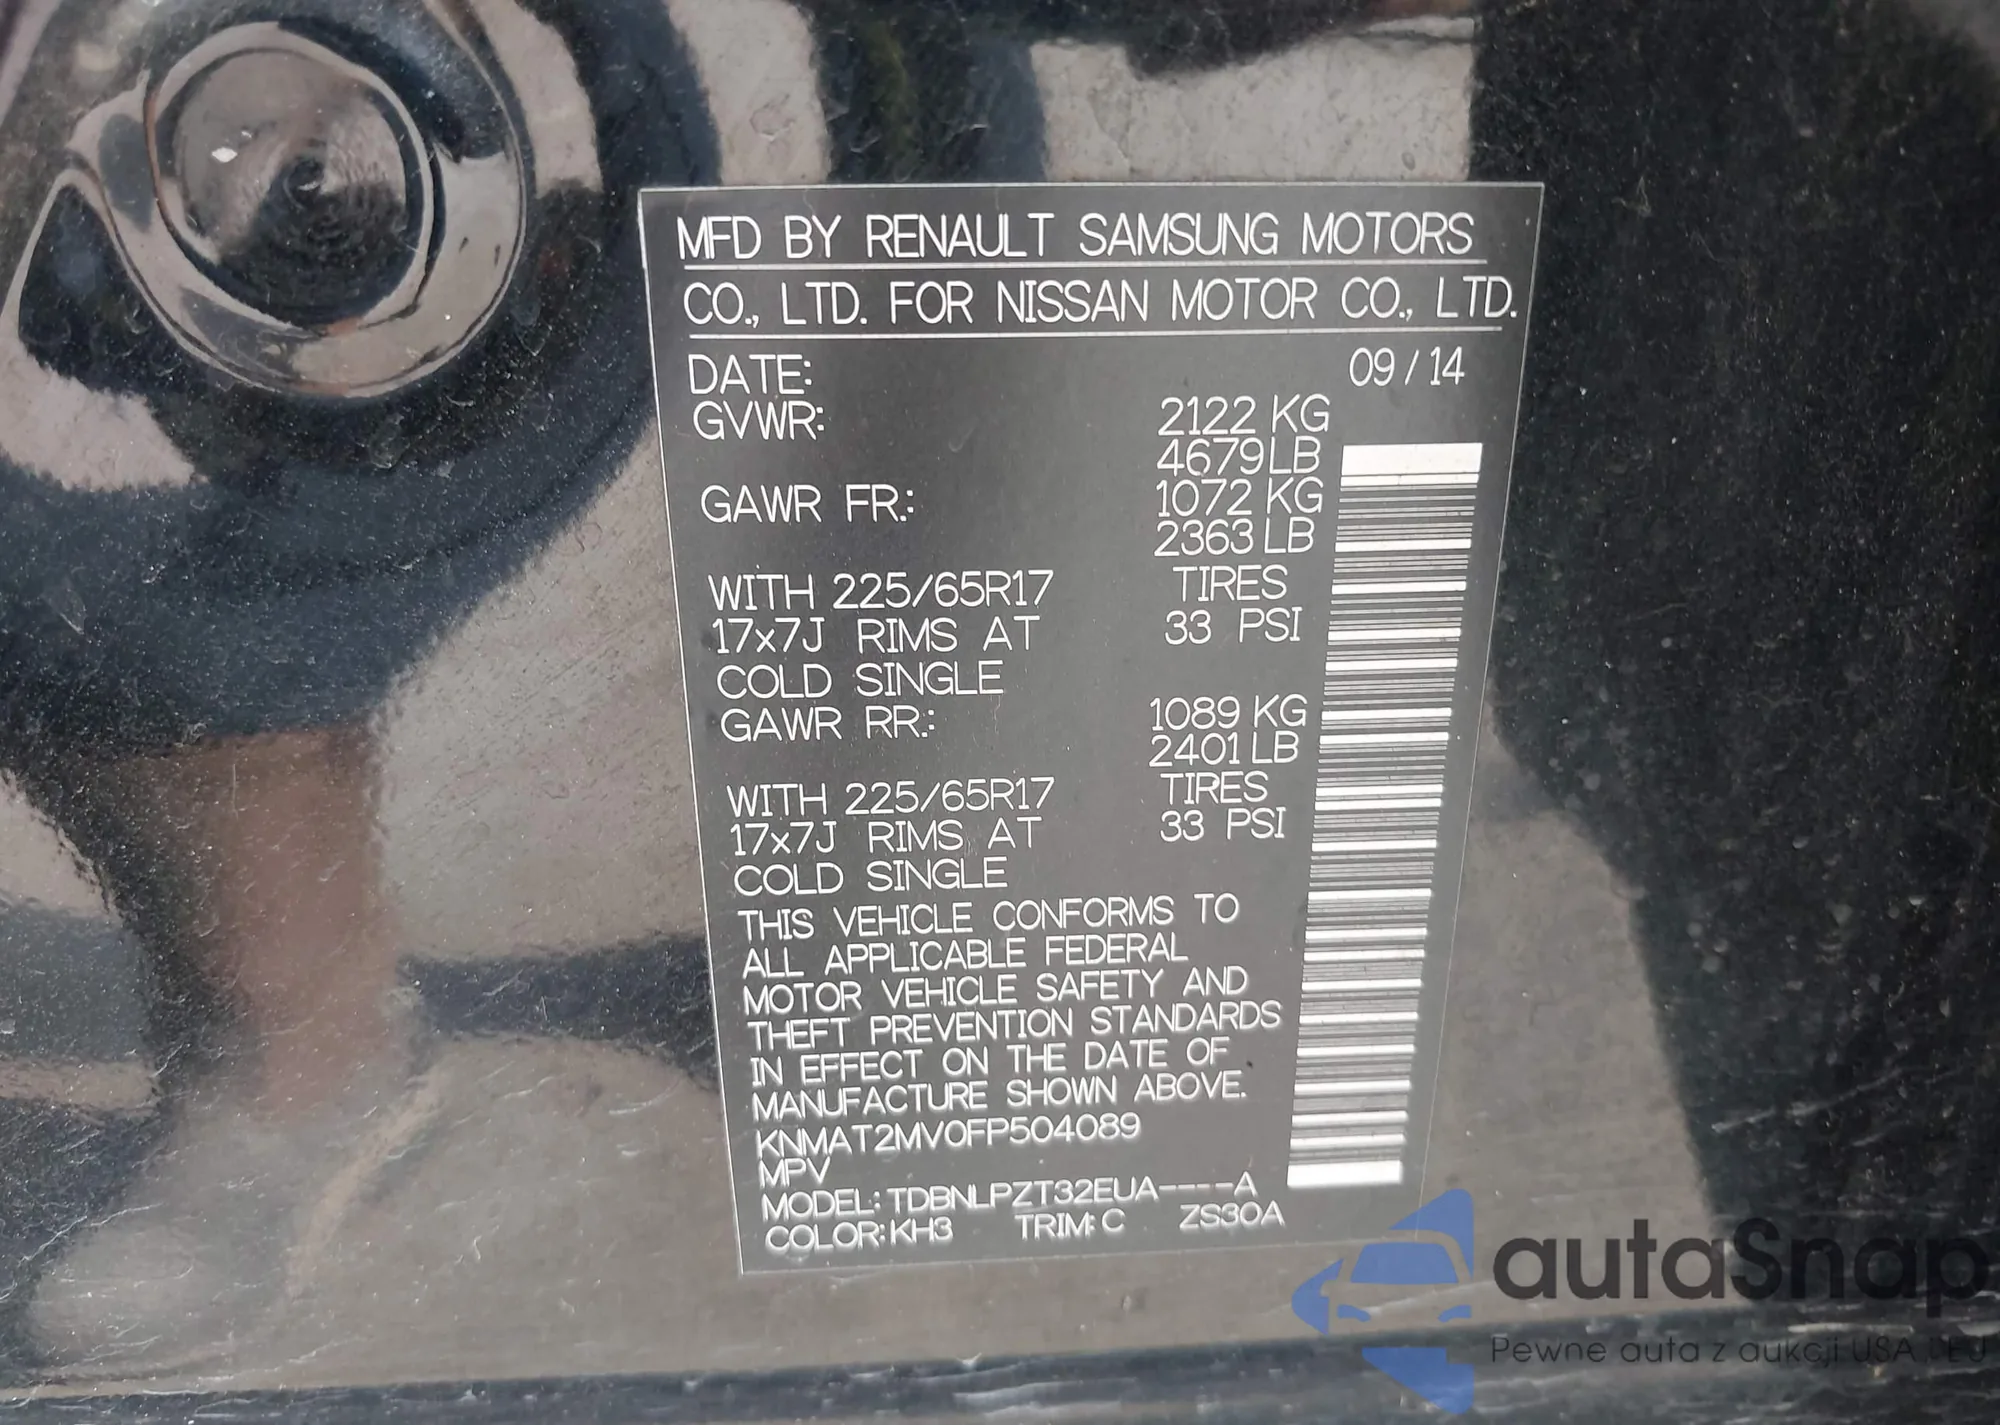 MFD BY RENAULT SAMSUNG MOTORS
CO., LTD. FOR NISSAN MOTOR CO., LTD.
DATE: 09 / 14
GVWR: 2122 KG
4679 LB
GAWR FR.: 1072 KG
2363 LB
WITH 225/65R17 TIRES
17x7J RIMS AT 33 PSI
COLD SINGLE
GAWR RR.: 1089 KG
2401 LB
WITH 225/65R17 TIRES
17x7J RIMS AT 33 PSI
COLD SINGLE
THIS VEHICLE CONFORMS TO
ALL APPLICABLE FEDERAL
MOTOR VEHICLE SAFETY AND
THEFT PREVENTION STANDARDS
IN EFFECT ON THE DATE OF
MANUFACTURE SHOWN ABOVE.
KNMAT2MV0FP504089
MPV
MODEL: TDBNLPZT32EUA----A
COLOR: KH3 TRIM: C ZS30A
autaSnap
Pewne auta z aukcji USA I EU